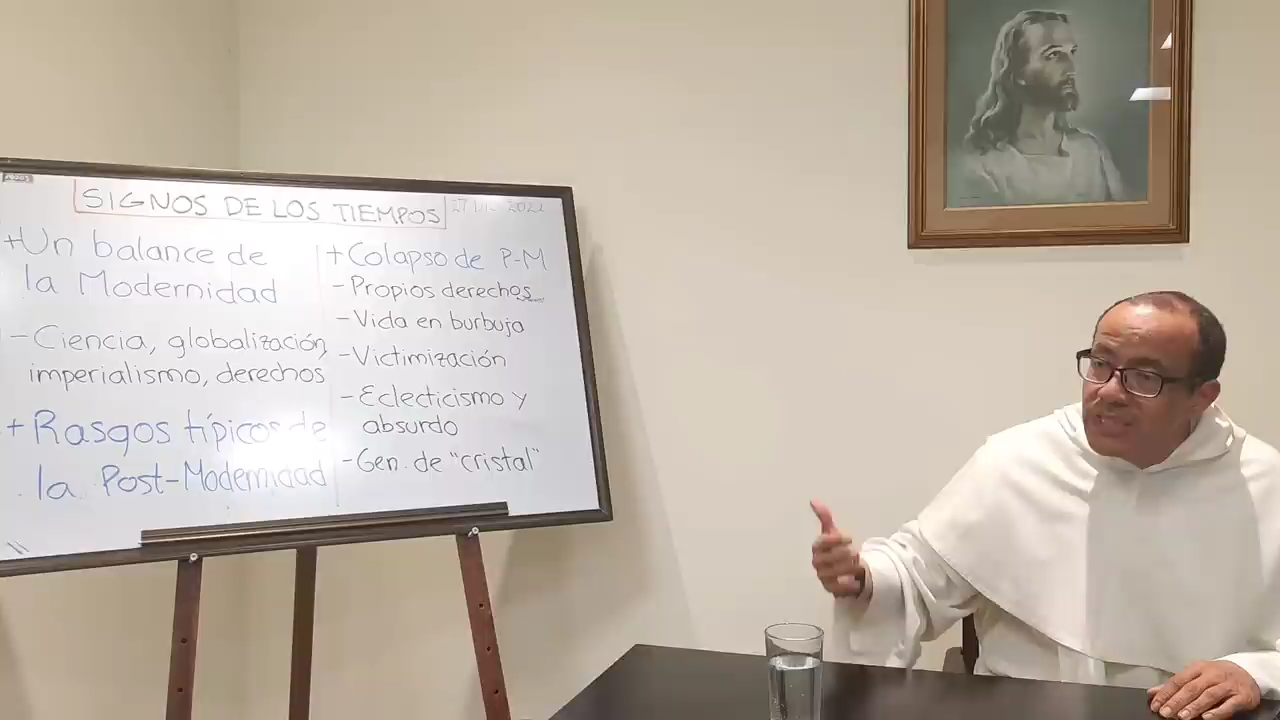 SIGNOS DE LOS TIEMPOS
+Un balance de
la Modernidad
- Ciencia, globalización,
imperialismo, derechos
+ Rasgos típicos de
la Post-Modernidad
+Colapso de P-M
- Propios derechos
- Vida en burbuja
- Victimización
- Eclecticismo y
absurdo
- Gen. de "cristal"